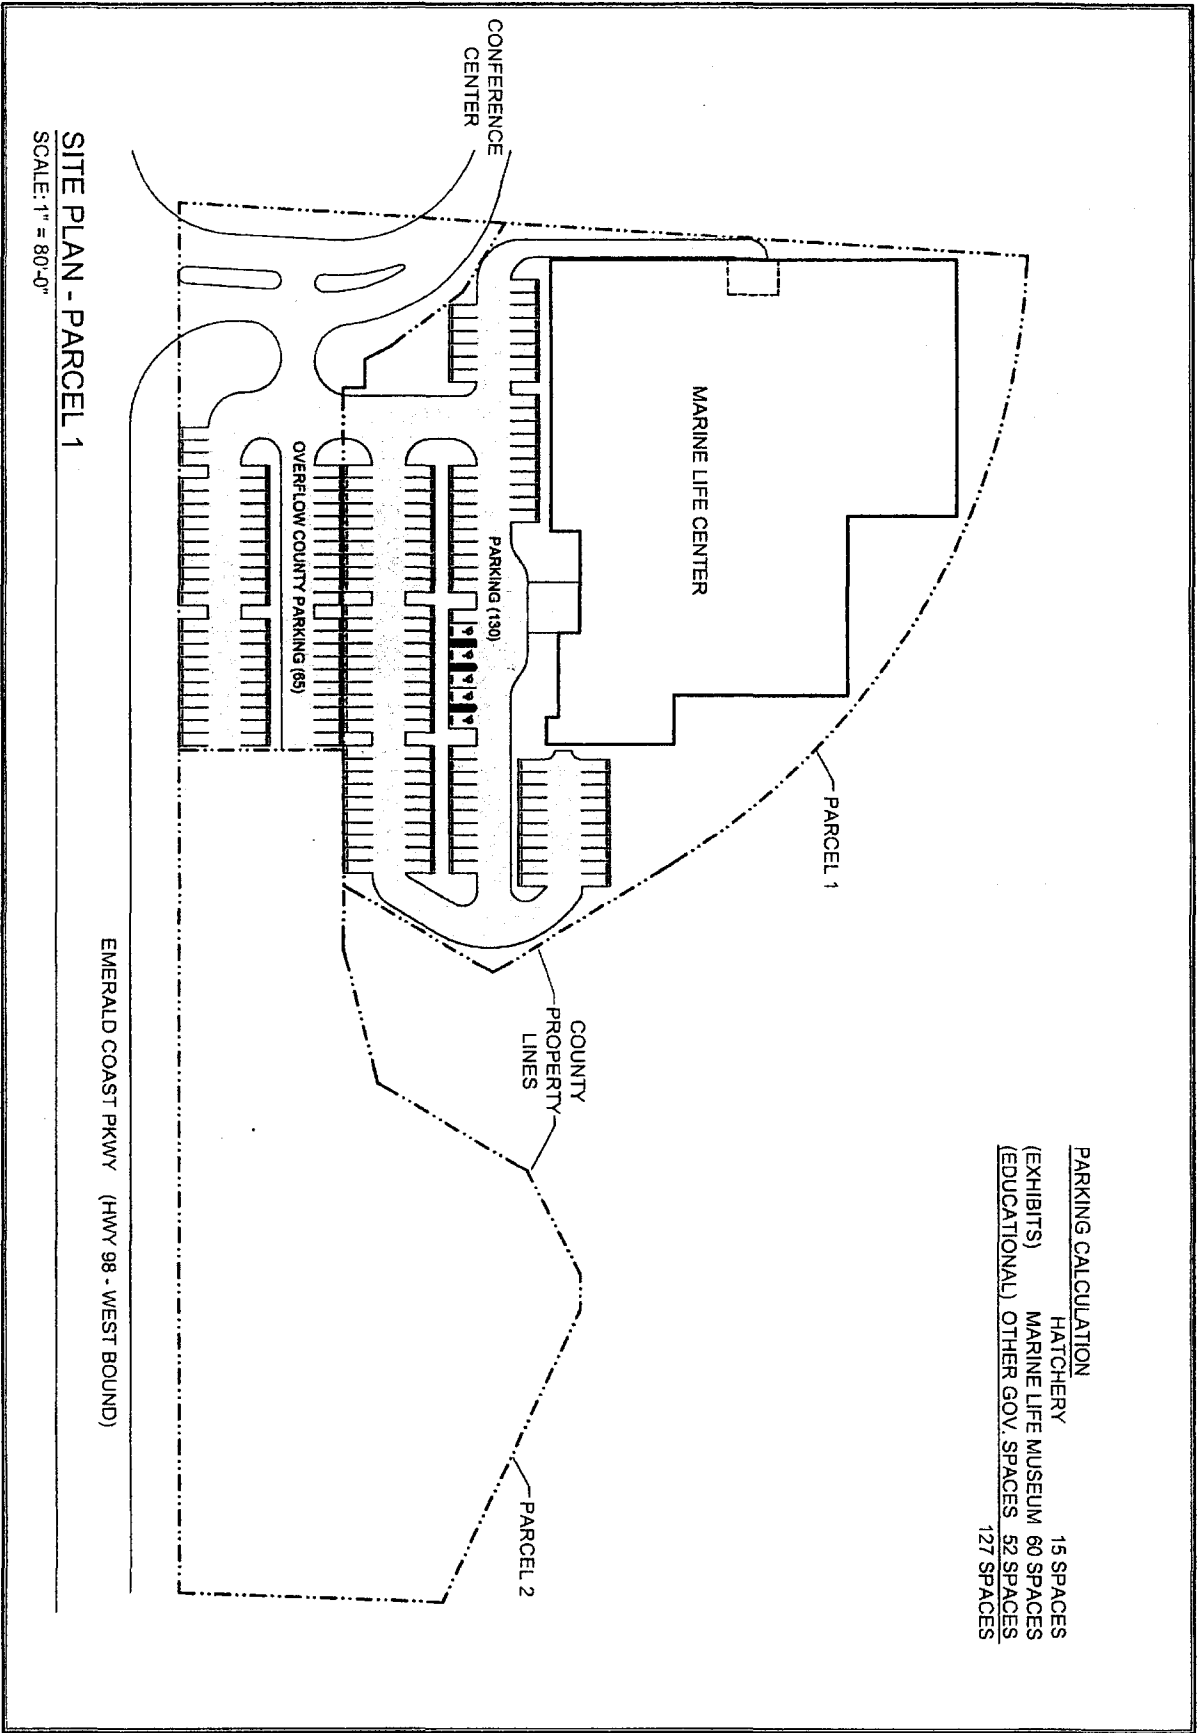 PARKING CALCULATION
HATCHERY 15 SPACES
(EXHIBITS) MARINE LIFE MUSEUM 60 SPACES
(EDUCATIONAL) OTHER GOV. SPACES 52 SPACES
127 SPACES
MARINE LIFE CENTER
PARCEL 1
CONFERENCE
CENTER
PARKING (130)
COUNTY
PROPERTY
LINES
PARCEL 2
OVERFLOW COUNTY PARKING (65)
EMERALD COAST PKWY (HWY 98 - WEST BOUND)
SITE PLAN - PARCEL 1
SCALE: 1" = 80'-0"